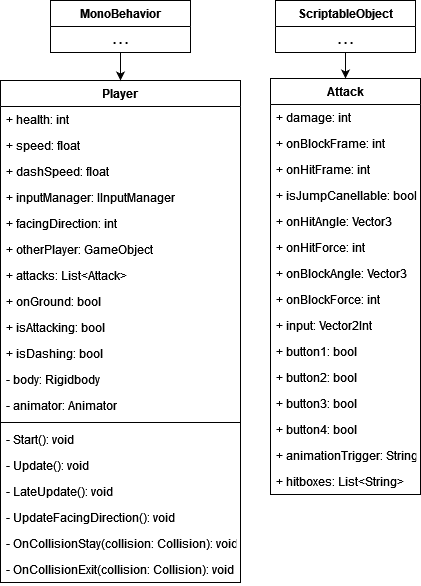 MonoBehavior
...
Player
+ health: int
+ speed: float
+ dashSpeed: float
+ inputManager: IInputManager
+ facingDirection: int
+ otherPlayer: GameObject
+ attacks: List<Attack>
+ onGround: bool
+ isAttacking: bool
+ isDashing: bool
- body: Rigidbody
- animator: Animator
- Start(): void
- Update(): void
- LateUpdate(): void
- UpdateFacingDirection(): void
- OnCollisionStay(collision: Collision): void
- OnCollisionExit(collision: Collision): void
ScriptableObject
...
Attack
+ damage: int
+ onBlockFrame: int
+ onHitFrame: int
+ isJumpCanellable: bool
+ onHitAngle: Vector3
+ onHitForce: int
+ onBlockAngle: Vector3
+ onBlockForce: int
+ input: Vector2Int
+ button1: bool
+ button2: bool
+ button3: bool
+ button4: bool
+ animationTrigger: String
+ hitboxes: List<String>